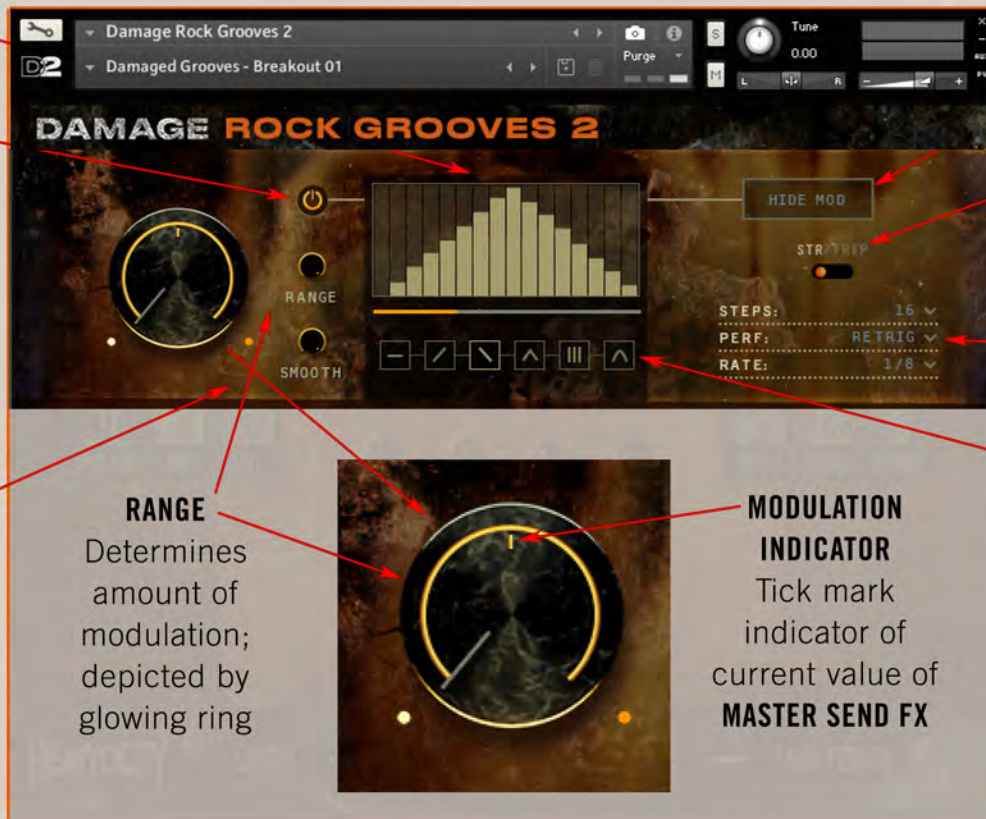 Damage Rock Grooves 2
Damaged Grooves - Breakout 01
Purge
S
M
Tune
0.00
L
R
D2
DAMAGE ROCK GROOVES 2
HIDE MOD
STR/TRIP
RANGE
SMOOTH
STEPS: 16
PERF: RETRIG
RATE: 1/8
RANGE
Determines
amount of
modulation;
depicted by
glowing ring
MODULATION
INDICATOR
Tick mark
indicator of
current value of
MASTER SEND FX